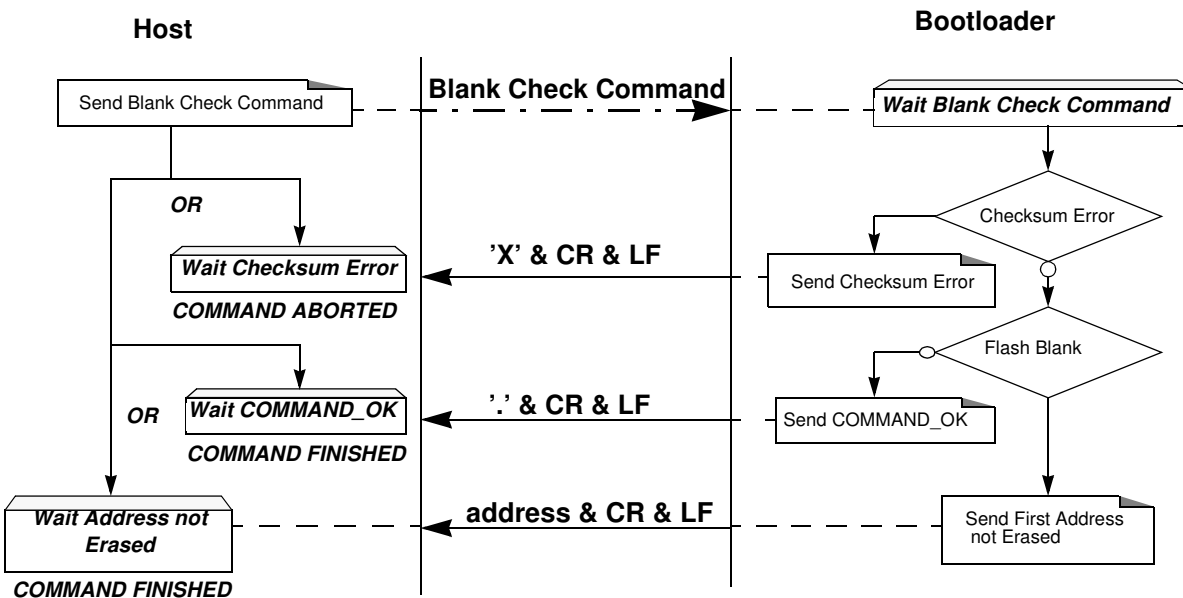 Host
Bootloader
Send Blank Check Command
Blank Check Command
Wait Blank Check Command
OR
Checksum Error
Wait Checksum Error
’X’ & CR & LF
Send Checksum Error
COMMAND ABORTED
Flash Blank
OR
Wait COMMAND_OK
’.’ & CR & LF
Send COMMAND_OK
COMMAND FINISHED
Wait Address not
Erased
address & CR & LF
Send First Address
not Erased
COMMAND FINISHED